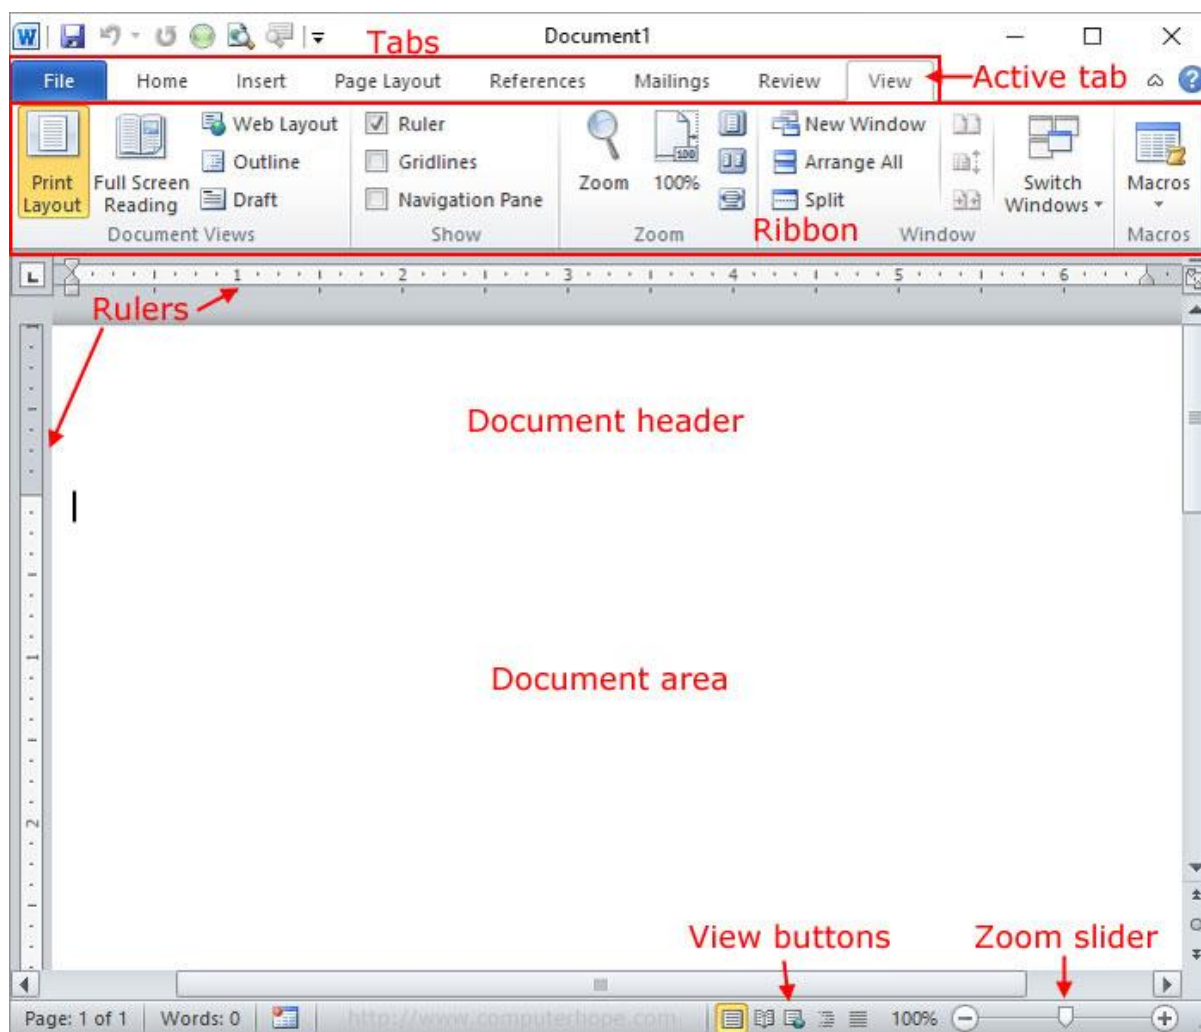 W
Tabs
Document1
File Home Insert Page Layout References Mailings Review View
Active tab
?
Print Layout
Full Screen Reading
Web Layout
Outline
Draft
Document Views
Ruler
Gridlines
Navigation Pane
Show
Zoom
100
100%
Zoom
New Window
Arrange All
Split
Switch Windows
Ribbon
Window
Macros
Macros
L
1 2 3 4 5 6
Rulers
Document header
Document area
1
2
View buttons
Zoom slider
Page: 1 of 1
Words: 0
http://www.computerhope.com
100%